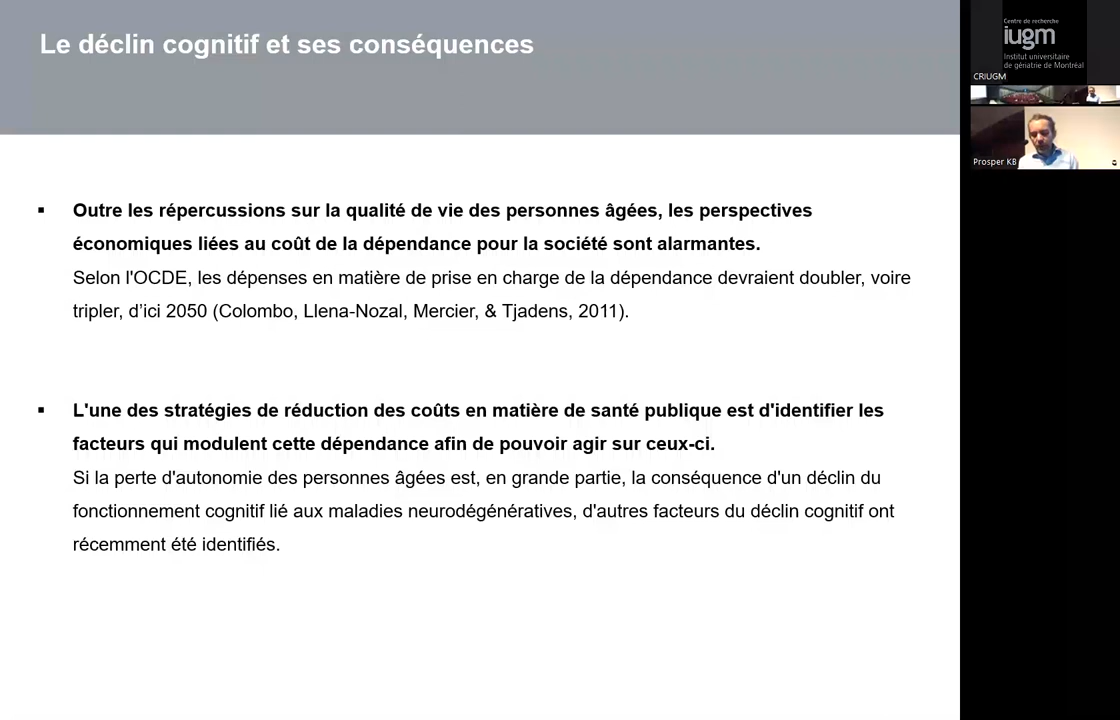 Le déclin cognitif et ses conséquences
▪ Outre les répercussions sur la qualité de vie des personnes âgées, les perspectives
économiques liées au coût de la dépendance pour la société sont alarmantes.
Selon l'OCDE, les dépenses en matière de prise en charge de la dépendance devraient doubler, voire
tripler, d’ici 2050 (Colombo, Llena-Nozal, Mercier, & Tjadens, 2011).
▪ L'une des stratégies de réduction des coûts en matière de santé publique est d'identifier les
facteurs qui modulent cette dépendance afin de pouvoir agir sur ceux-ci.
Si la perte d'autonomie des personnes âgées est, en grande partie, la conséquence d'un déclin du
fonctionnement cognitif lié aux maladies neurodégénératives, d'autres facteurs du déclin cognitif ont
récemment été identifiés.
Centre de recherche
iugm
Institut universitaire
de gériatrie de Montréal
CRIUGM
Prosper KB